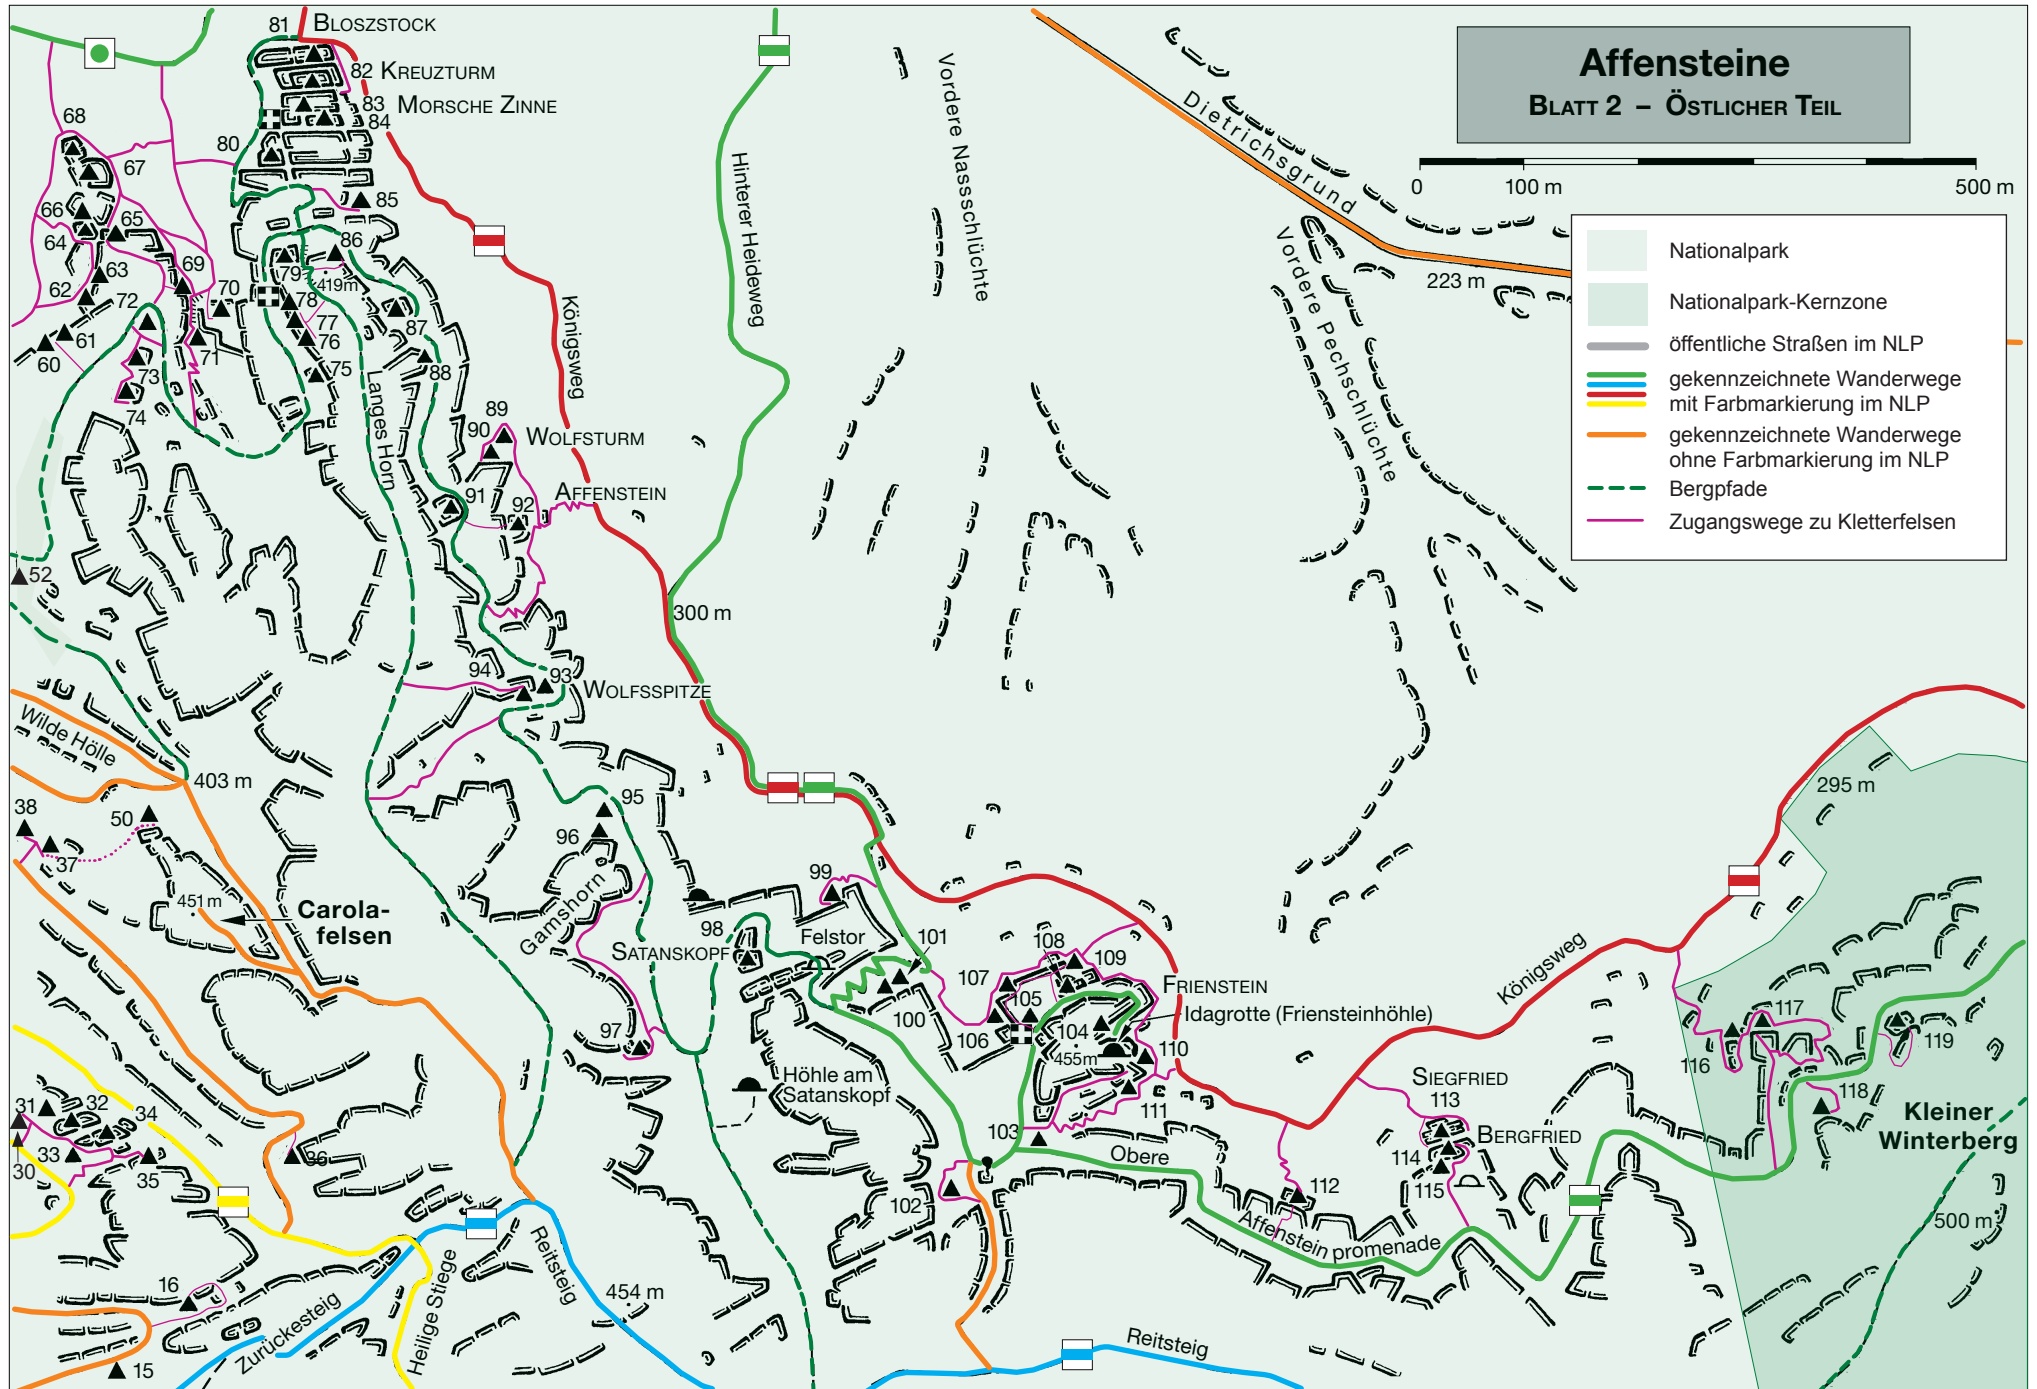 Affensteine
BLATT 2 – ÖSTLICHER TEIL
0
100 m
500 m
Nationalpark
Nationalpark-Kernzone
öffentliche Straßen im NLP
gekennzeichnete Wanderwege
mit Farbmarkierung im NLP
gekennzeichnete Wanderwege
ohne Farbmarkierung im NLP
Bergpfade
Zugangswege zu Kletterfelsen
81
BLOSZSTOCK
82
KREUZTURM
83
MORSCHE ZINNE
84
68
80
67
85
66
65
64
86
63
69
79
419m
62
72
70
78
87
77
61
76
60
71
73
75
88
74
Langes Horn
89
90
WOLFSTURM
91
AFFENSTEIN
92
52
Königsweg
Hinterer Heideweg
Vordere Nassschlüchte
Dietrichsgrund
223 m
Vordere Pechschlüchte
300 m
94
93
WOLFSSPITZE
Wilde Hölle
403 m
38
50
37
451m
Carola-
felsen
95
96
Gamshorn
99
98
SATANSKOPF
Felstor
101
108
109
107
105
FRIENSTEIN
Idagrotte (Friensteinhöhle)
100
106
104
455m
110
97
Höhle am
Satanskopf
111
103
102
Obere
Affensteinpromenade
112
SIEGFRIED
113
BERGFRIED
114
115
Königsweg
295 m
116
117
119
118
Kleiner
Winterberg
500 m
31
32
34
33
30
35
36
16
15
Zurückesteig
Heilige Stiege
Reitsteig
454 m
Reitsteig